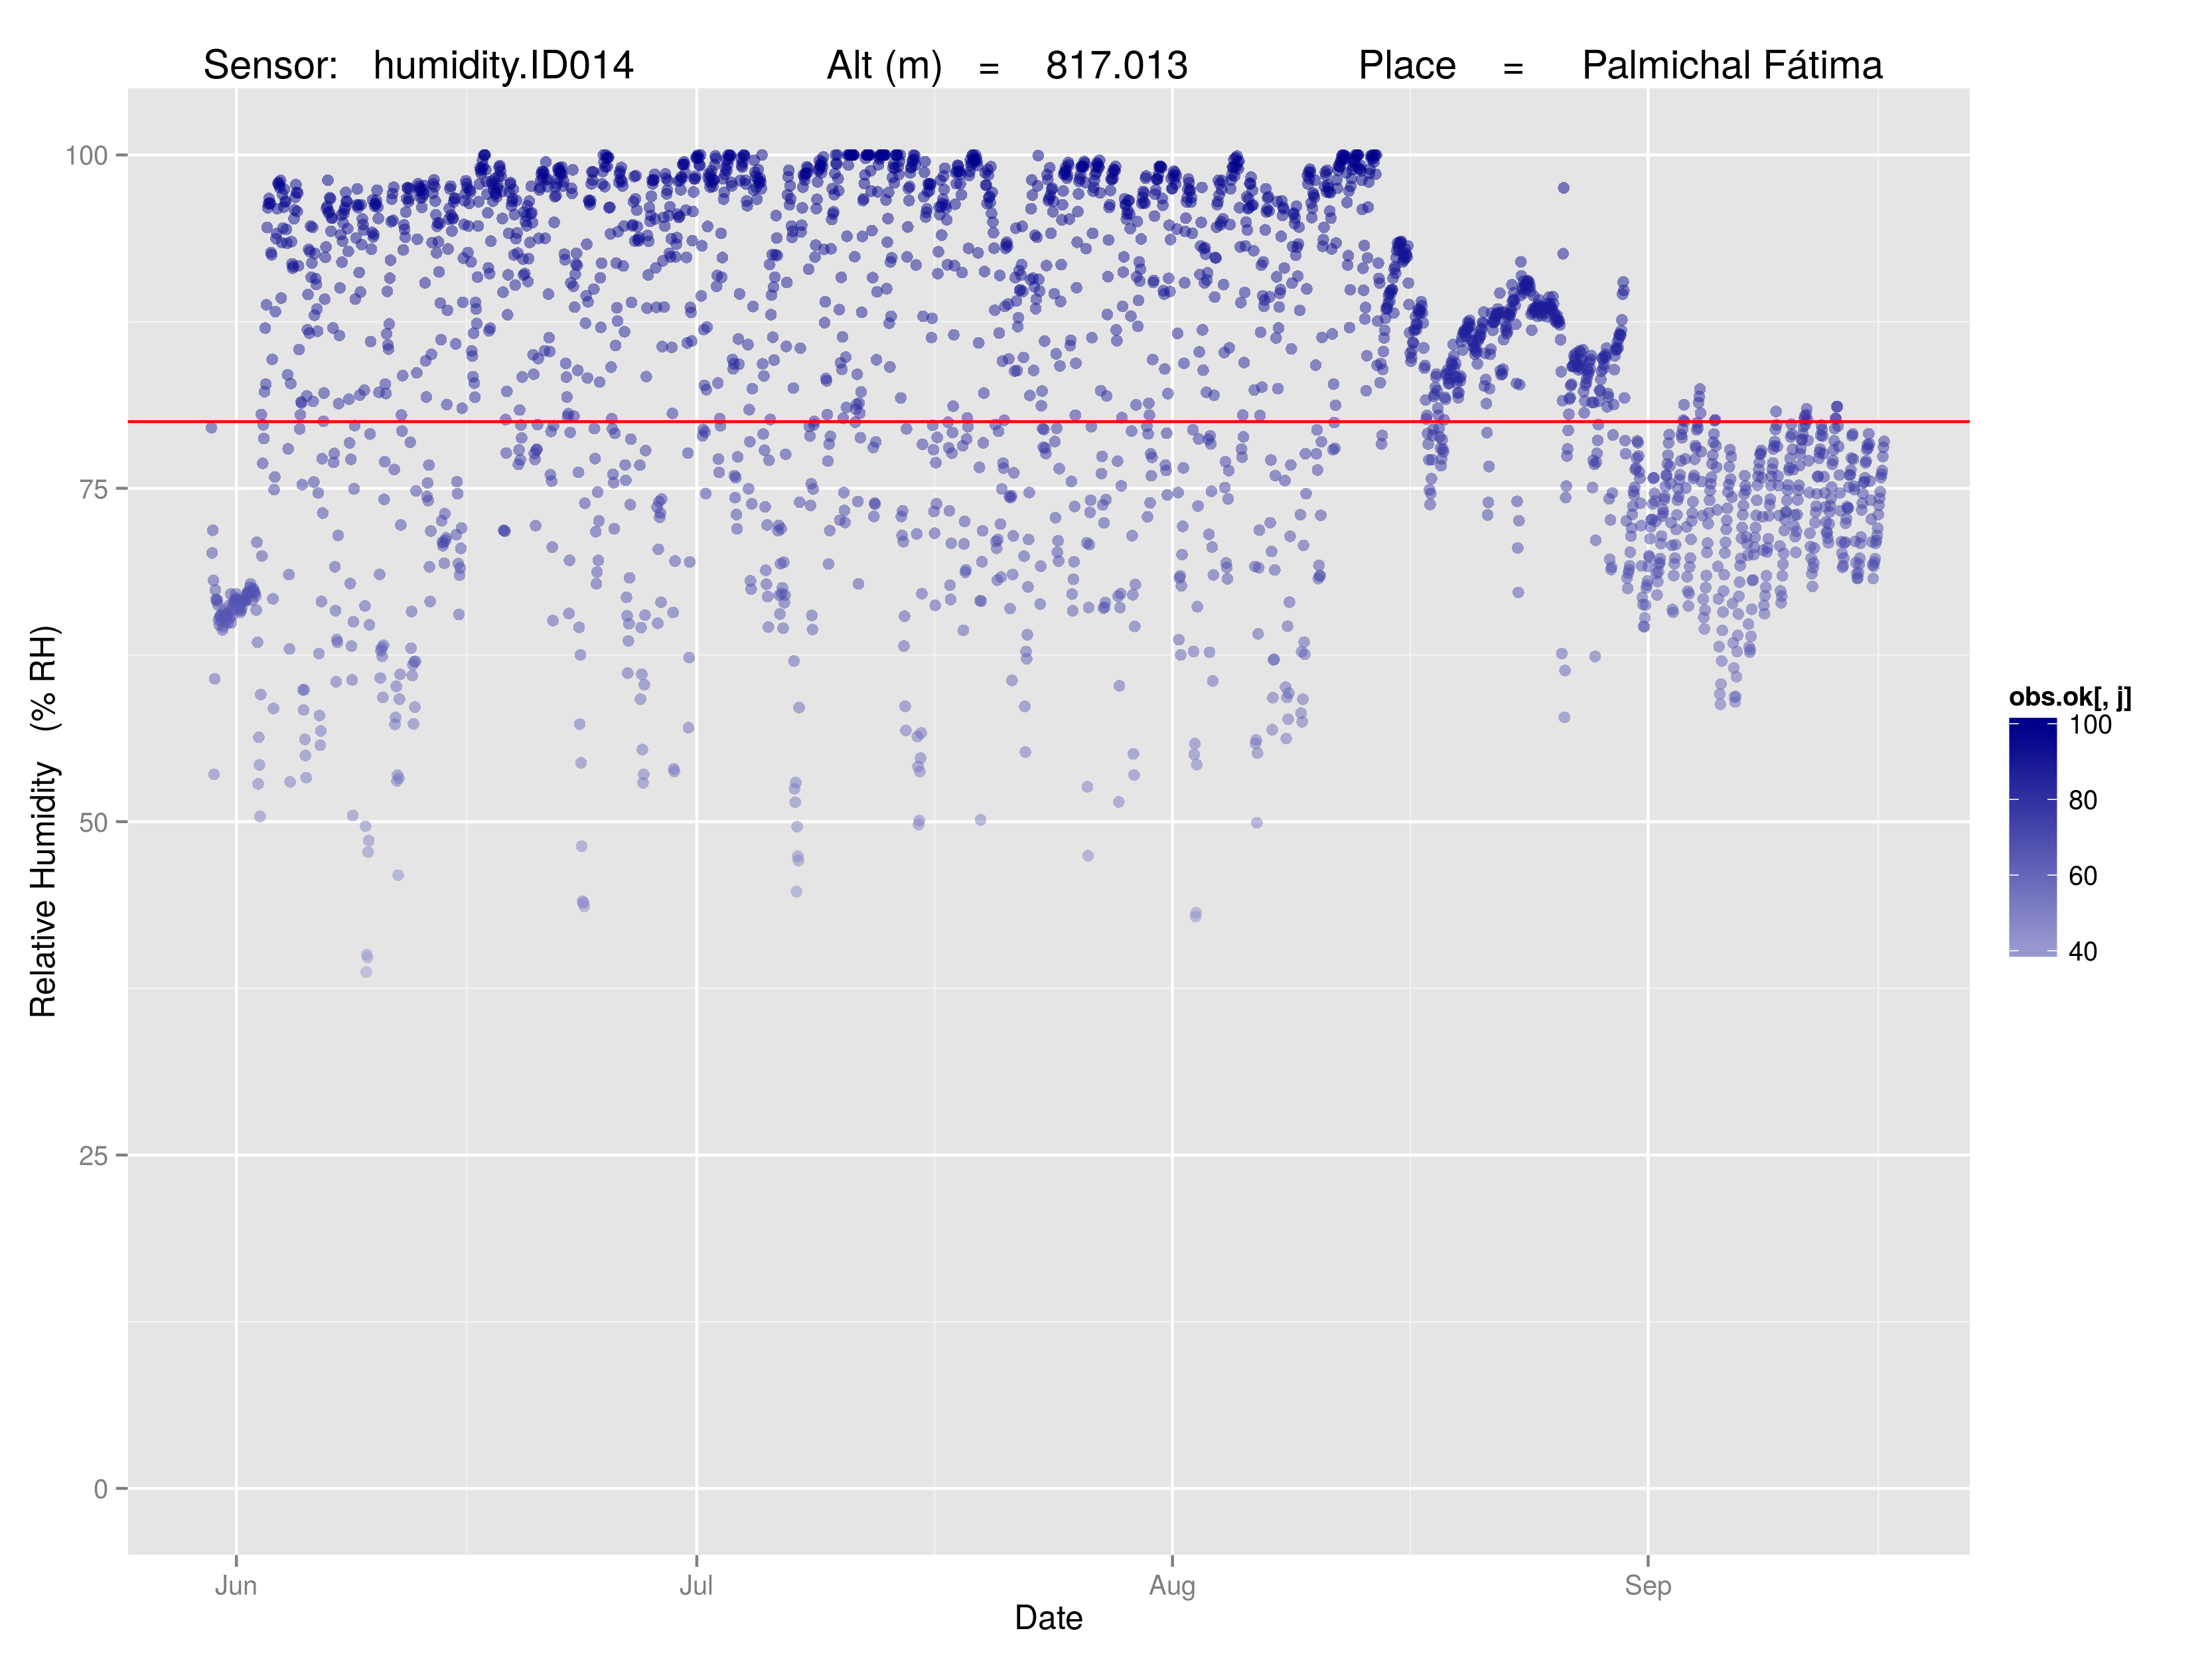 Sensor: humidity.ID014 Alt (m) = 817.013 Place = Palmichal Fátima
100
75
50
25
0
Relative Humidity (% RH)
Jun Jul Aug Sep
Date
obs.ok[, j]
100
80
60
40